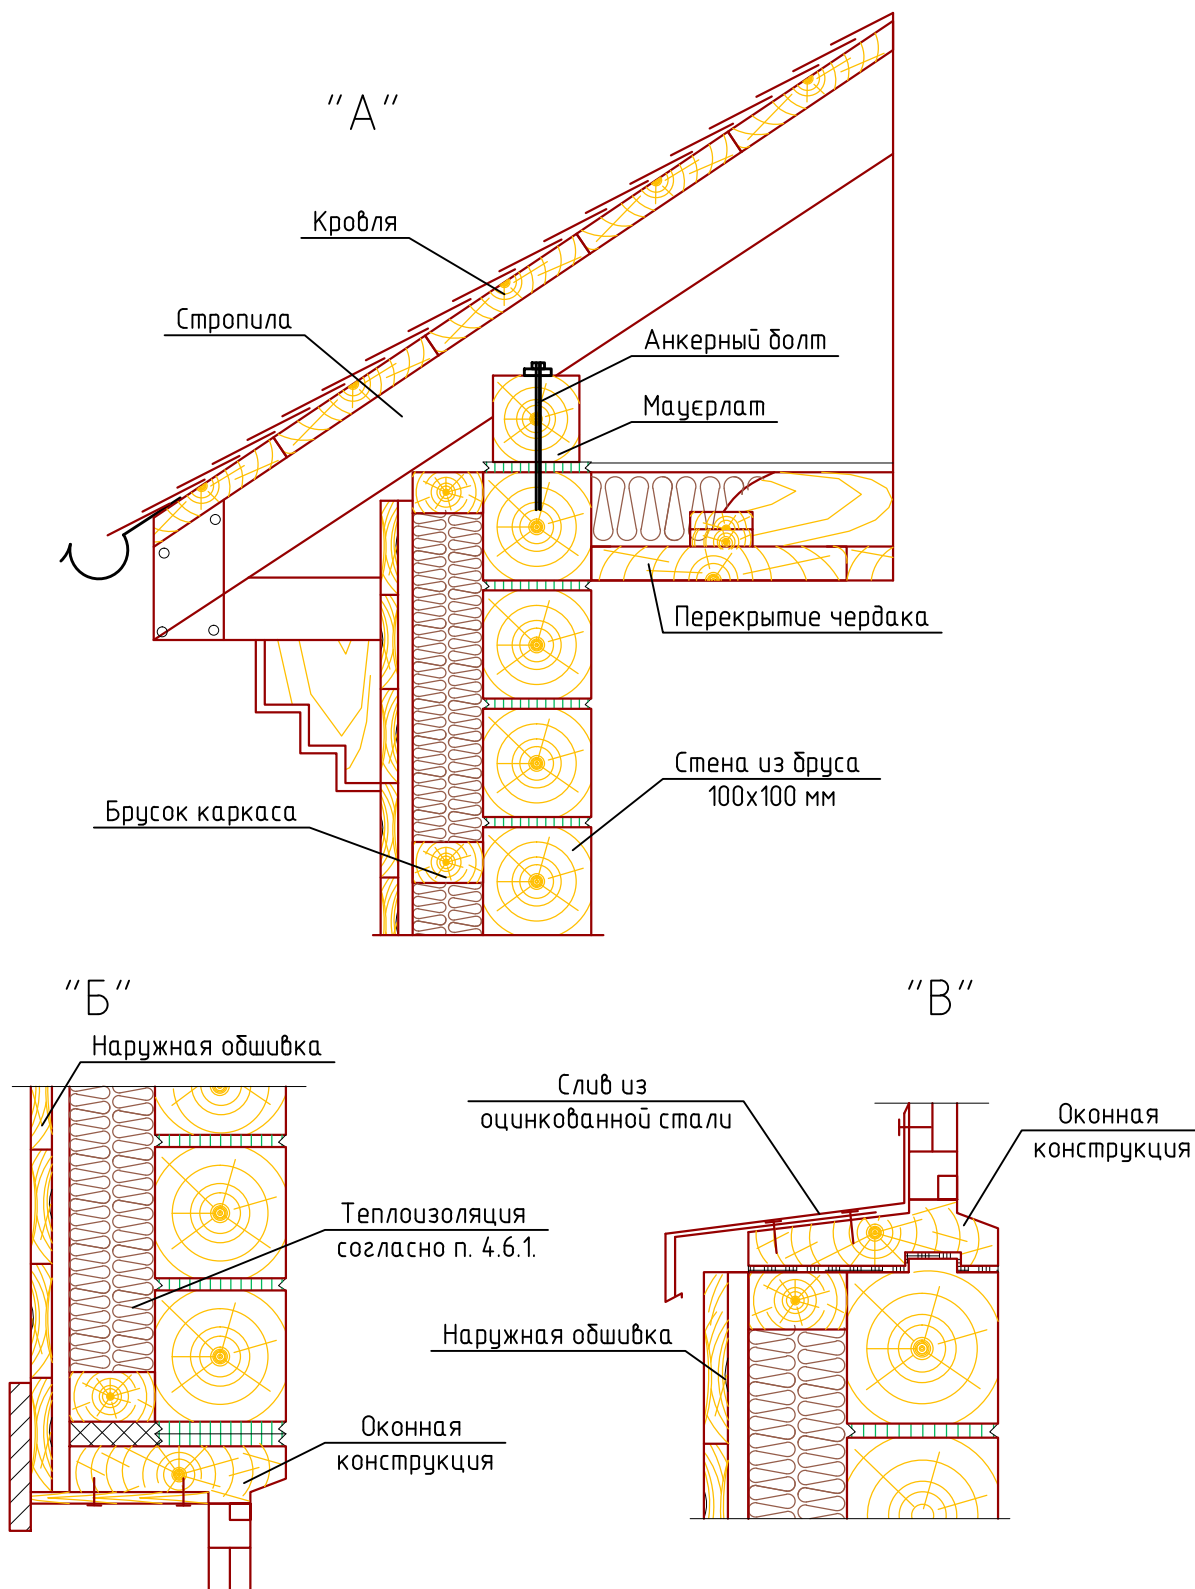 "А"
Кровля
Стропила
Анкерный болт
Мауерлат
Перекрытие чердака
Стена из бруса
100х100 мм
Брусок каркаса
"Б"
Наружная обшивка
Теплоизоляция
согласно п. 4.6.1.
Оконная
конструкция
"В"
Слив из
оцинкованной стали
Оконная
конструкция
Наружная обшивка